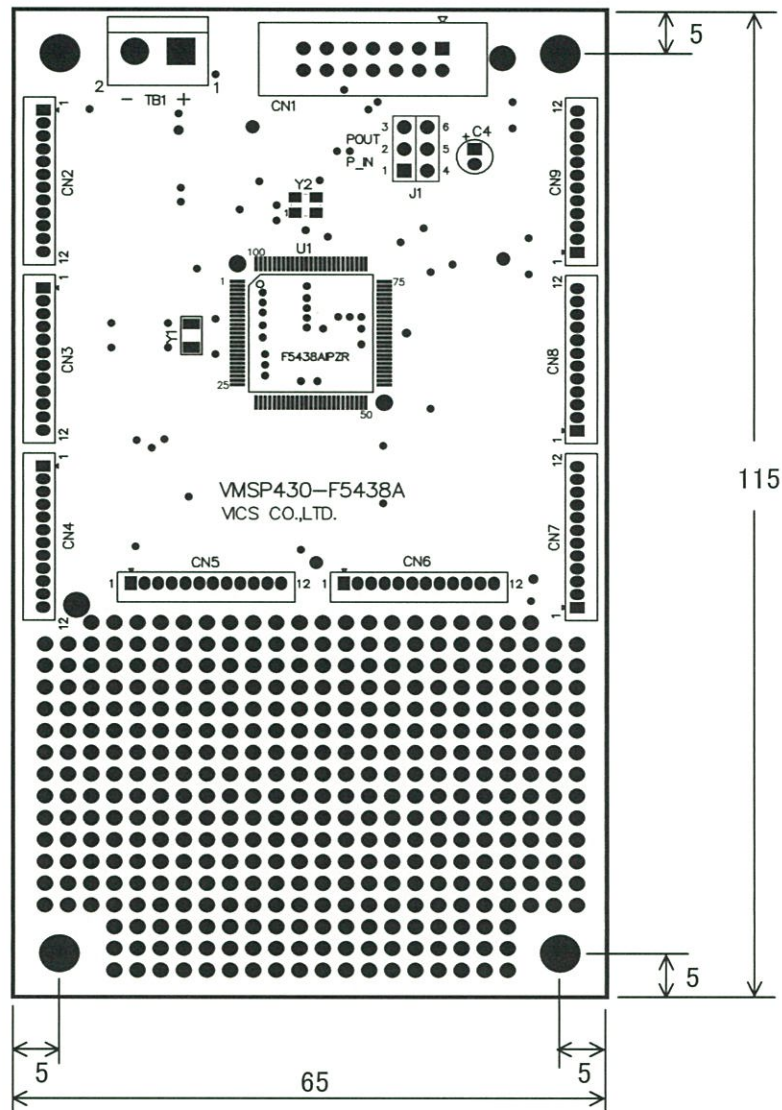 5
2 1
- TB1 +
CN1
1
CN2
12
POUT
P_IN
3 6
2 5
1 4
J1
+ C4
12
CN9
1
Y2
1
U1
100
1
75
25
50
F5438AIPZR
Y1
1
CN3
12
12
CN8
1
115
1
CN4
12
VMSP430-F5438A
VICS CO.,LTD.
12
CN7
1
CN5
1 12
CN6
1 12
5
5
65
5